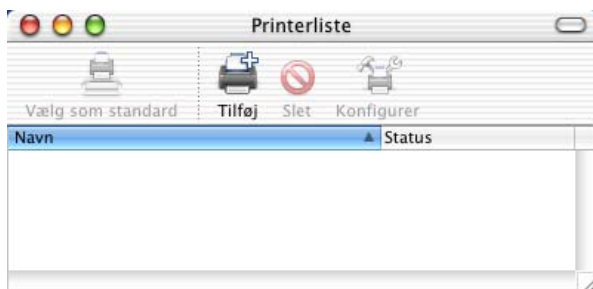 Printerliste
Vælg som standard Tilføj Slet Konfigurer
Navn Status